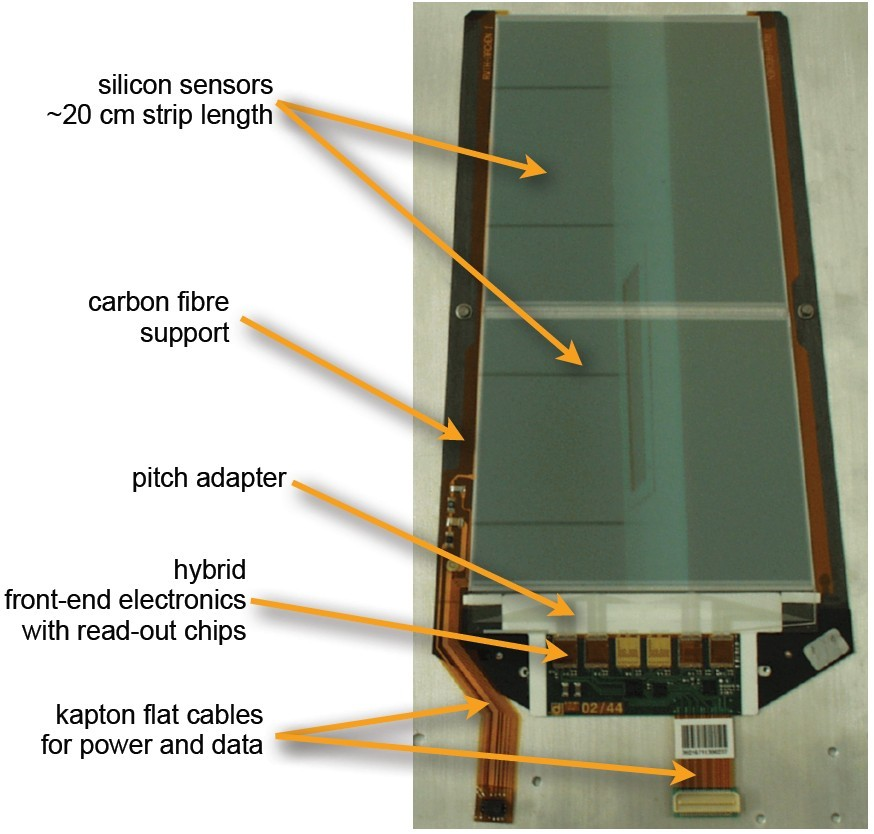 silicon sensors
~20 cm strip length
carbon fibre
support
pitch adapter
hybrid
front-end electronics
with read-out chips
kapton flat cables
for power and data
02/44